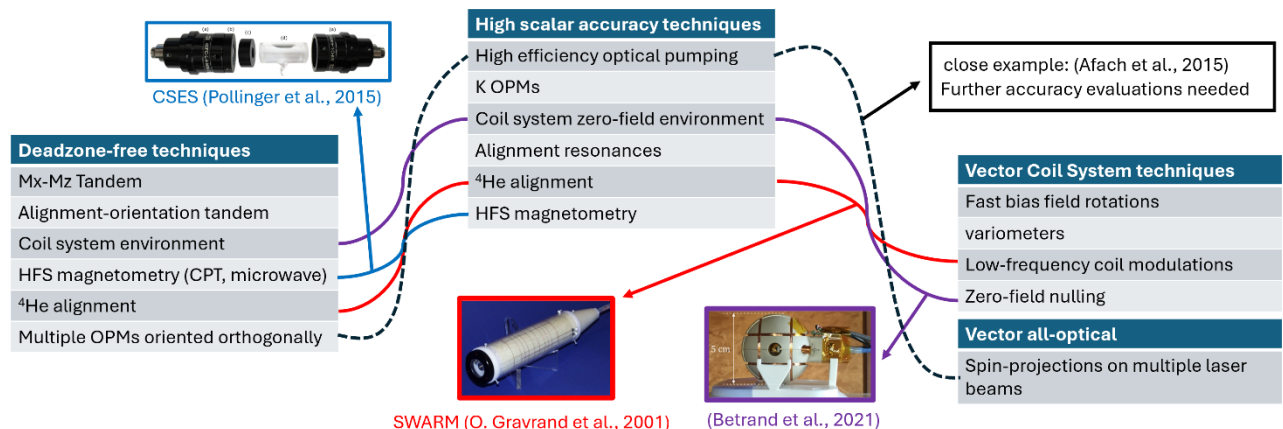 (a)
(b)
(c)
(d)
(e)
CSES (Pollinger et al., 2015)
Deadzone-free techniques
Mx-Mz Tandem
Alignment-orientation tandem
Coil system environment
HFS magnetometry (CPT, microwave)
⁴He alignment
Multiple OPMs oriented orthogonally
High scalar accuracy techniques
High efficiency optical pumping
K OPMs
Coil system zero-field environment
Alignment resonances
⁴He alignment
HFS magnetometry
close example: (Afach et al., 2015)
Further accuracy evaluations needed
Vector Coil System techniques
Fast bias field rotations
variometers
Low-frequency coil modulations
Zero-field nulling
Vector all-optical
Spin-projections on multiple laser
beams
SWARM (O. Gravrand et al., 2001)
5 cm
(Betrand et al., 2021)